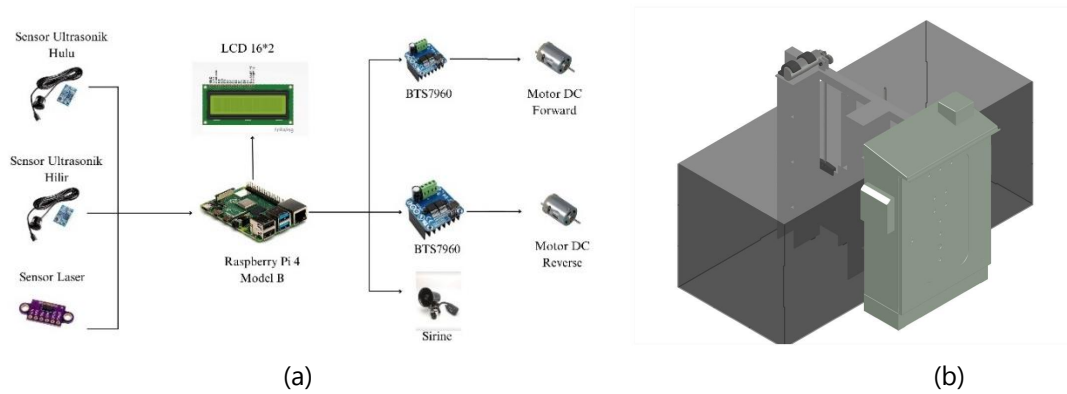 Sensor Ultrasonik
Hulu
LCD 16*2
BTS7960
Motor DC
Forward
Sensor Ultrasonik
Hilir
Raspberry Pi 4
Model B
BTS7960
Motor DC
Reverse
Sensor Laser
Sirine
(a)
(b)